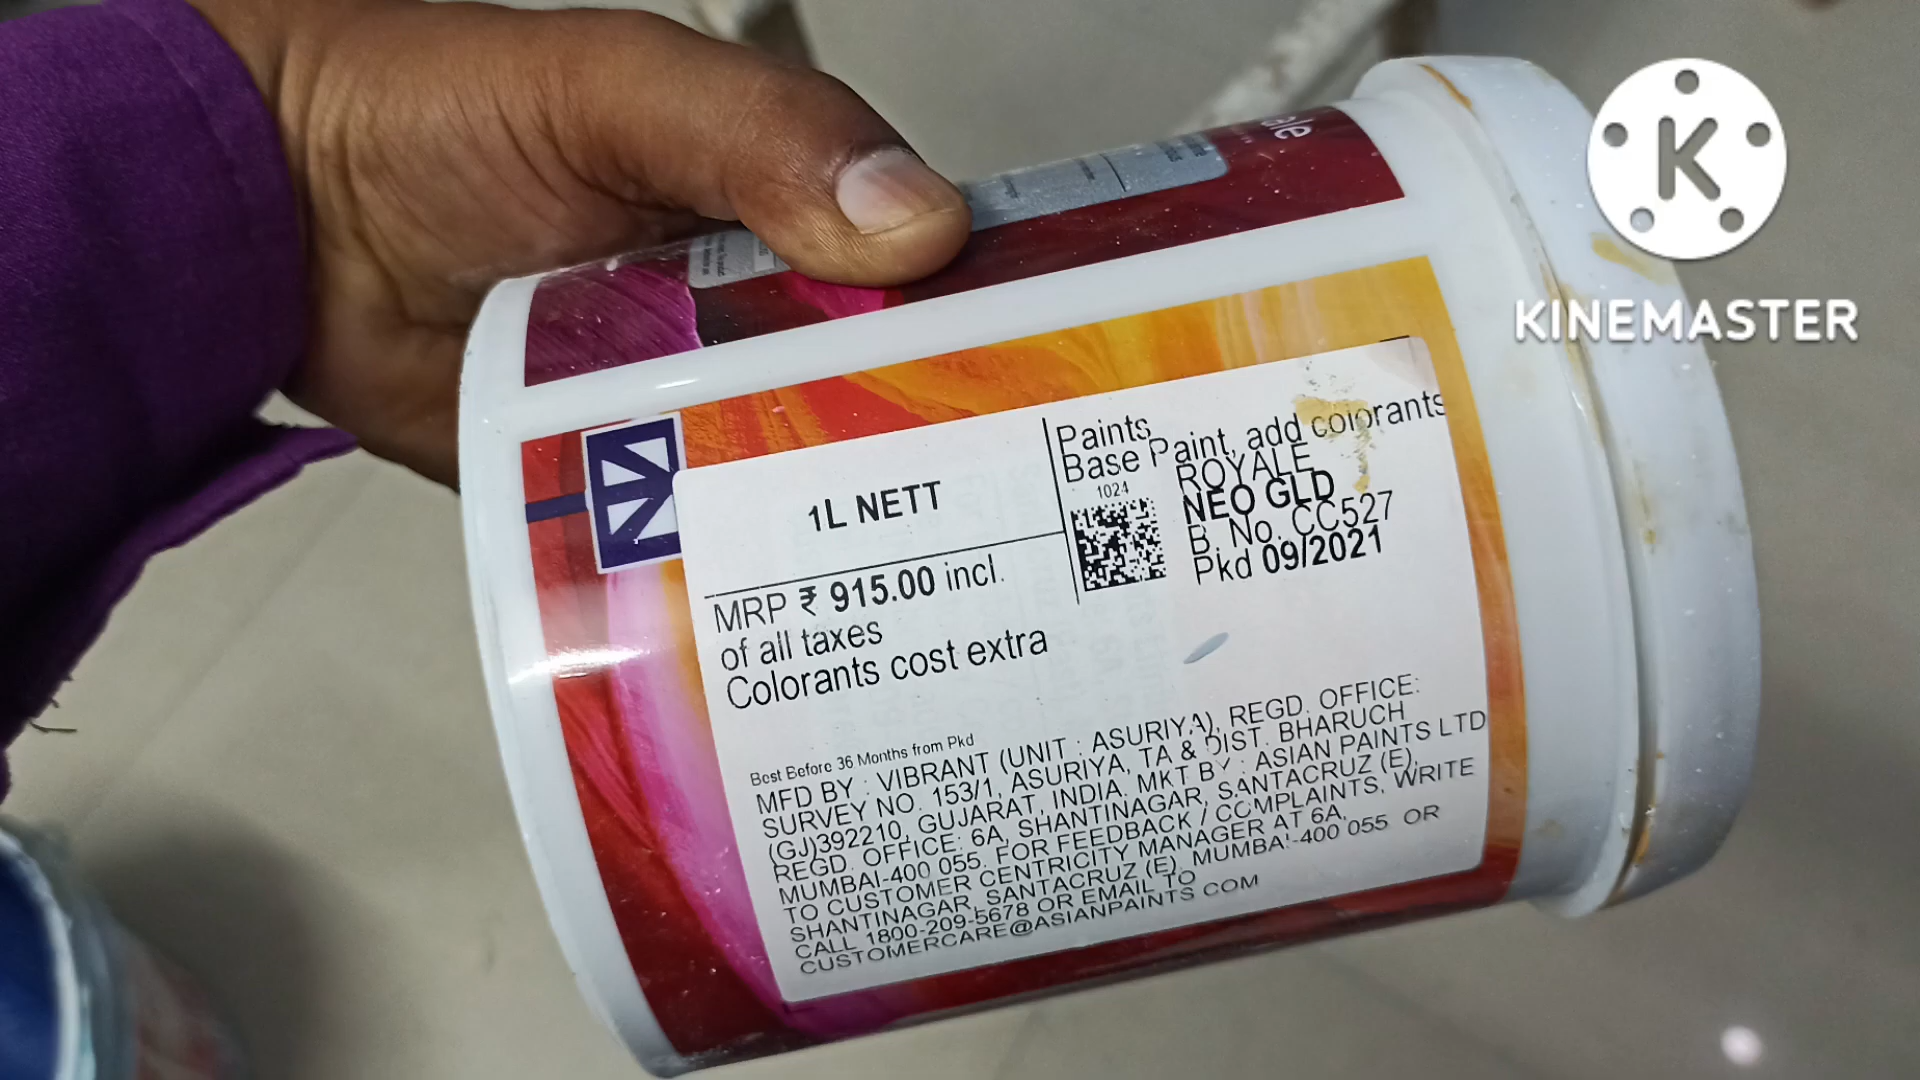 ale
1L NETT
MRP ₹ 915.00 incl.
of all taxes
Colorants cost extra
Paints
Base Paint, add colorants
1024
ROYALE
NEO GLD
B. No. CC527
Pkd 09/2021
Best Before 36 Months from Pkd
MFD BY : VIBRANT (UNIT : ASURIYA), REGD. OFFICE:
SURVEY NO. 153/1, ASURIYA, TA & DIST. BHARUCH
(GJ)392210, GUJARAT, INDIA. MKT BY : ASIAN PAINTS LTD
REGD. OFFICE: 6A, SHANTINAGAR, SANTACRUZ (E),
MUMBAI-400 055. FOR FEEDBACK / COMPLAINTS, WRITE
TO CUSTOMER CENTRICITY MANAGER AT 6A,
SHANTINAGAR, SANTACRUZ (E), MUMBAI-400 055 OR
CALL 1800-209-5678 OR EMAIL TO
CUSTOMERCARE@ASIANPAINTS COM
K
KINEMASTER